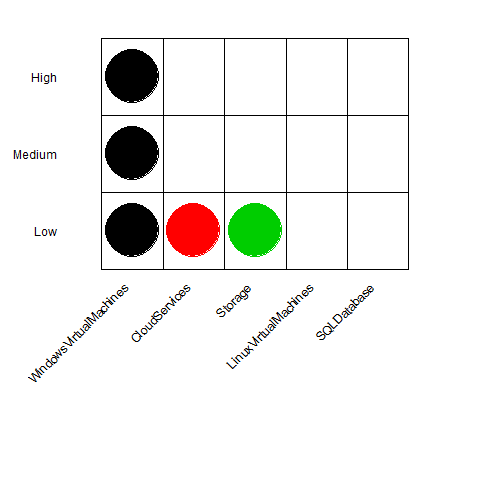 High
Medium
Low
WindowsVirtualMachines
CloudServices
Storage
LinuxVirtualMachines
SQLDatabase